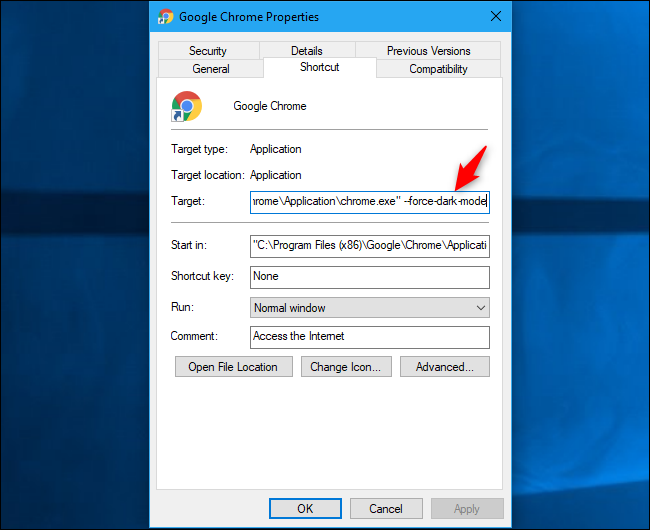 Google Chrome Properties
Security Details Previous Versions
General Shortcut Compatibility
Google Chrome
Target type: Application
Target location: Application
Target: rome\Application\chrome.exe" --force-dark-mode
Start in: "C:\Program Files (x86)\Google\Chrome\Applicati
Shortcut key: None
Run: Normal window
Comment: Access the Internet
Open File Location Change Icon... Advanced...
OK Cancel Apply